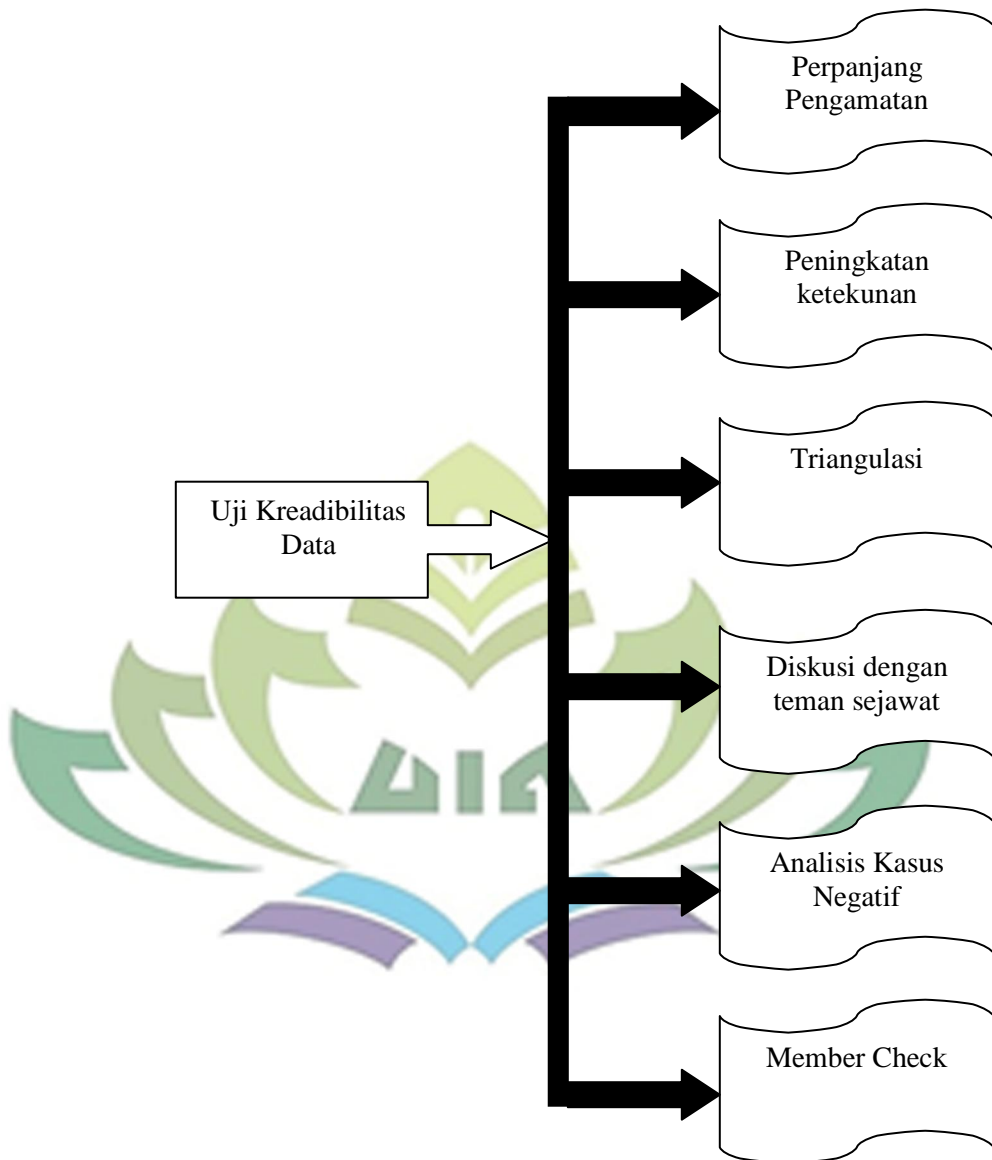 Perpanjang
Pengamatan
Peningkatan
ketekunan
Triangulasi
Uji Kreadibilitas
Data
Diskusi dengan
teman sejawat
Analisis Kasus
Negatif
Member Check